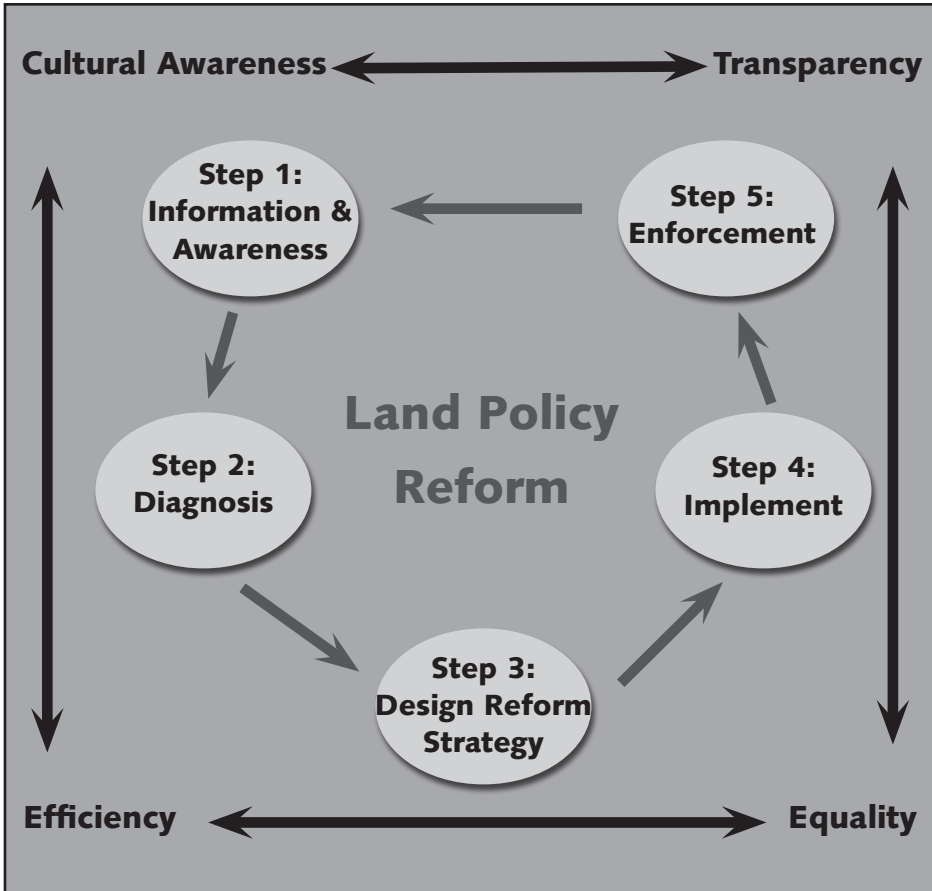 Cultural Awareness
Transparency
Step 1:
Information &
Awareness
Step 5:
Enforcement
Land Policy
Reform
Step 2:
Diagnosis
Step 4:
Implement
Step 3:
Design Reform
Strategy
Efficiency
Equality